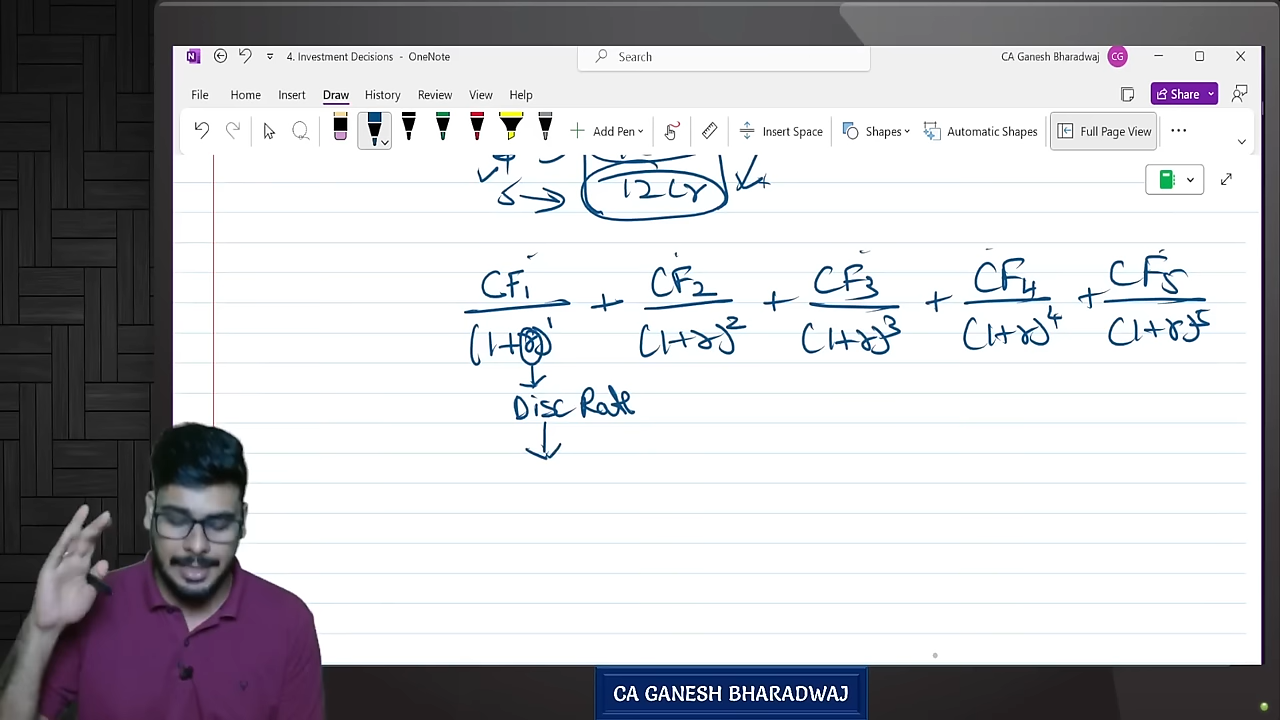 4. Investment Decisions - OneNote
Search
CA Ganesh Bharadwaj
CG
File Home Insert Draw History Review View Help
Share
Add Pen
Insert Space
Shapes
Automatic Shapes
Full Page View
5 → 12 Cr
CF1 + CF2 + CF3 + CF4 + CF5
(1+r)^1 (1+r)^2 (1+r)^3 (1+r)^4 (1+r)^5
Disc Rate
CA GANESH BHARADWAJ